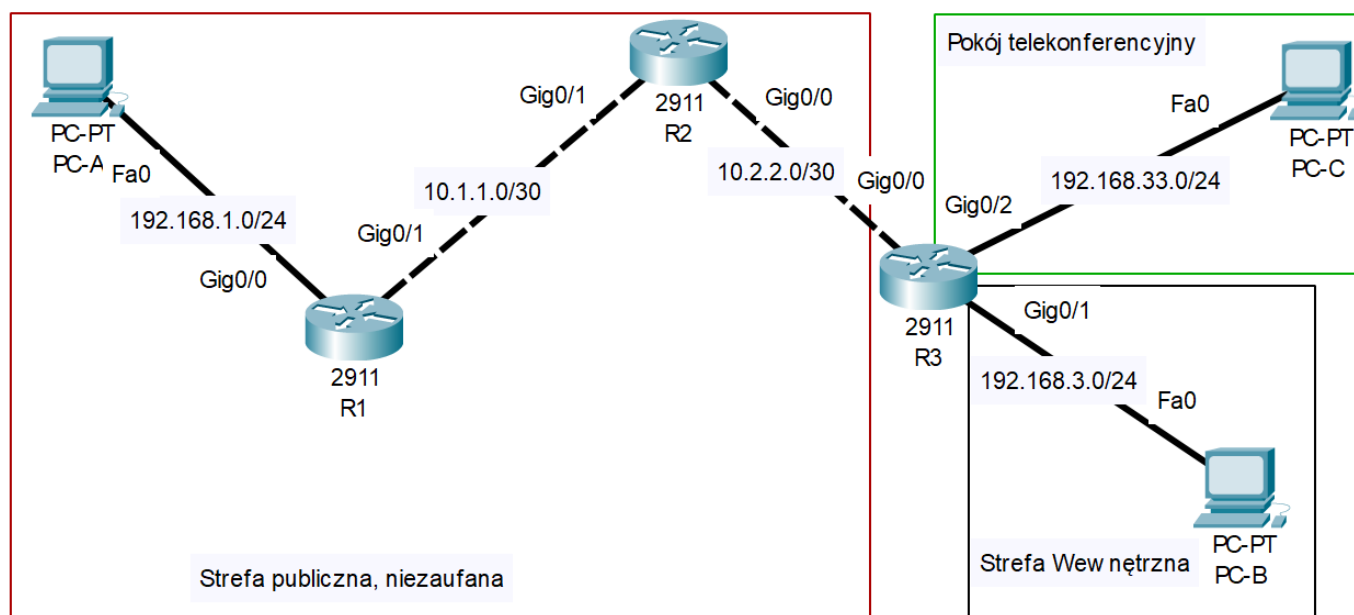 PC-PT
PC-A
Fa0
192.168.1.0/24
Gig0/0
2911
R1
Gig0/1
10.1.1.0/30
Gig0/1
2911
R2
Gig0/0
10.2.2.0/30
Gig0/0
2911
R3
Strefa publiczna, niezaufana
Pokój telekonferencyjny
Gig0/2
192.168.33.0/24
Fa0
PC-PT
PC-C
Gig0/1
192.168.3.0/24
Fa0
PC-PT
PC-B
Strefa Wew nętrzna